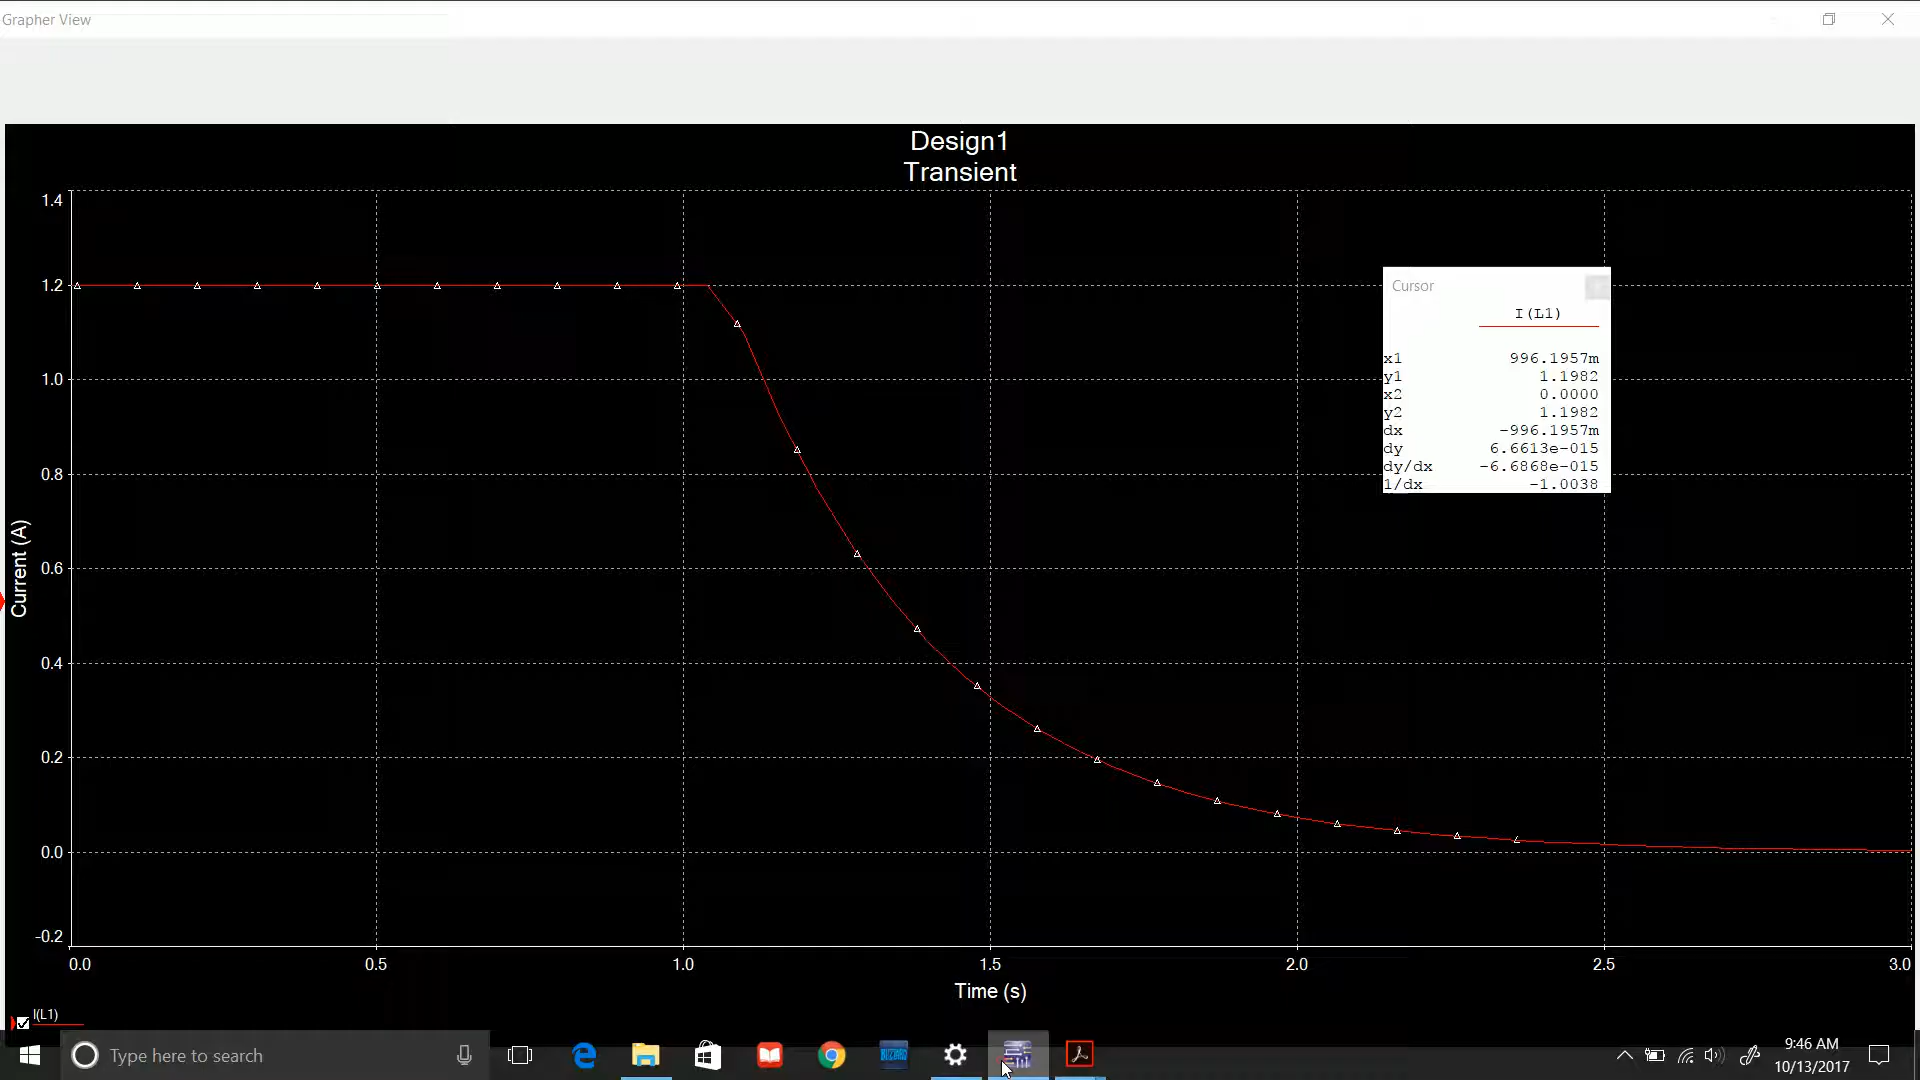 Grapher View
Design1
Transient
1.4
1.2
1.0
0.8
0.6
0.4
0.2
0.0
-0.2
Current (A)
Cursor
I(L1)
x1 996.1957m
y1 1.1982
x2 0.0000
y2 1.1982
dx -996.1957m
dy 6.6613e-015
dy/dx -6.6868e-015
1/dx -1.0038
0.0 0.5 1.0 1.5 2.0 2.5 3.0
Time (s)
I(L1)
Type here to search
BLIZZARD
9:46 AM
10/13/2017